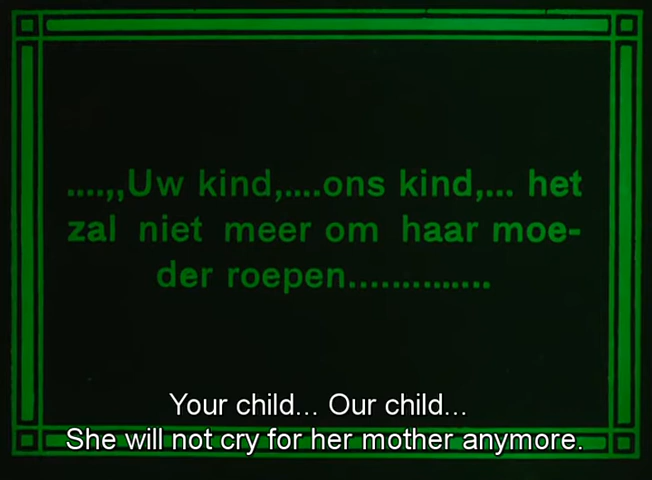 ....,,Uw kind,....ons kind,... het
zal niet meer om haar moe-
der roepen..............
Your child... Our child...
She will not cry for her mother anymore.